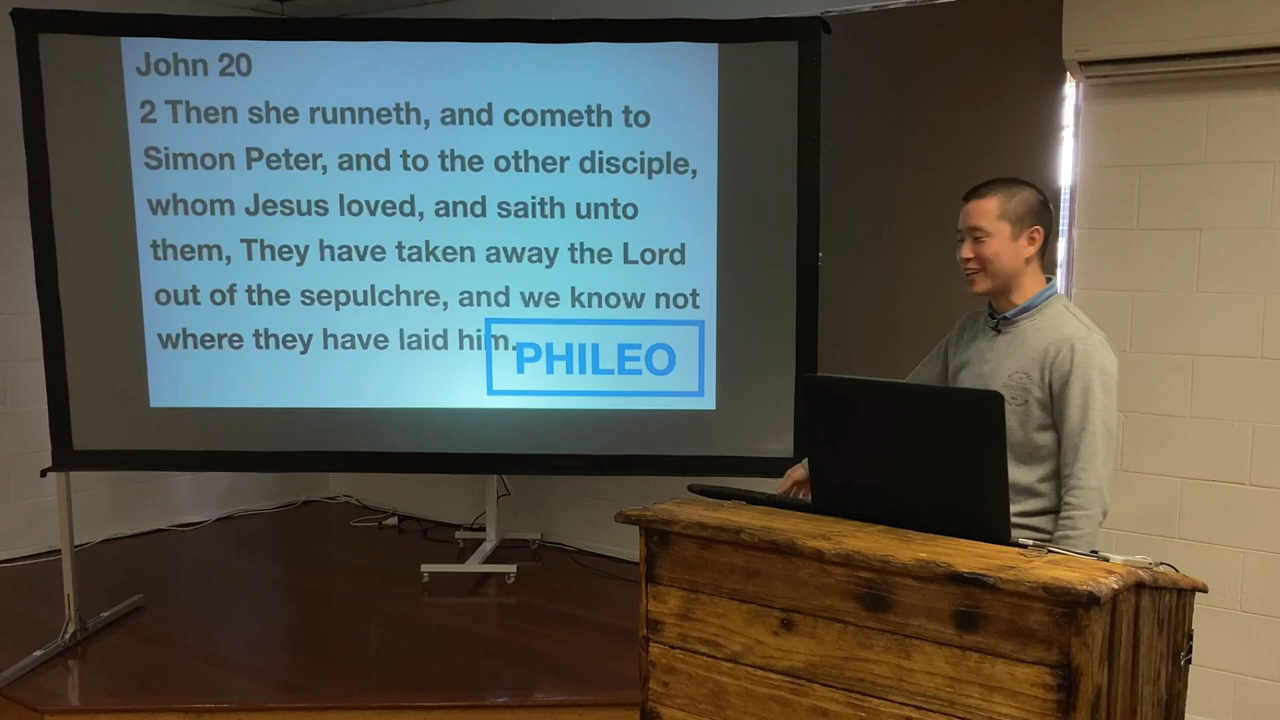 John 20
2 Then she runneth, and cometh to
Simon Peter, and to the other disciple,
whom Jesus loved, and saith unto
them, They have taken away the Lord
out of the sepulchre, and we know not
where they have laid him.
PHILEO